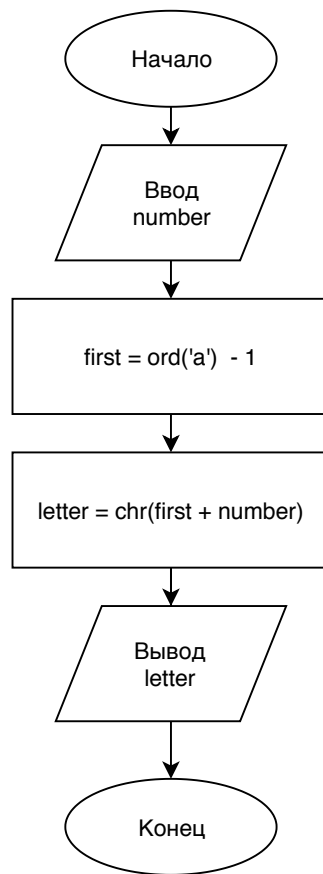 Начало
Ввод
number
first = ord('a') - 1
letter = chr(first + number)
Вывод
letter
Конец